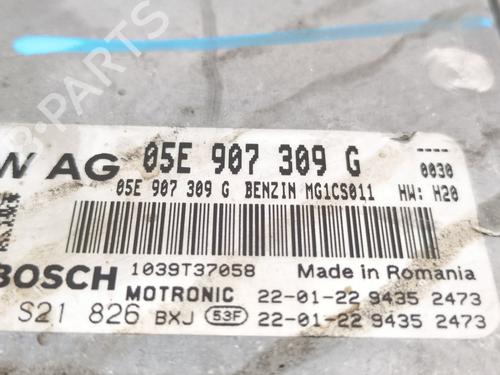 W AG 05E 907 309 G
0030
05E 907 309 G BENZIN MG1CS011 HW: H20
BOSCH 1039T37058 Made in Romania
MOTRONIC 22-01-22 9435 2473
S21 826 BXJ 53F 22-01-22 9435 2473